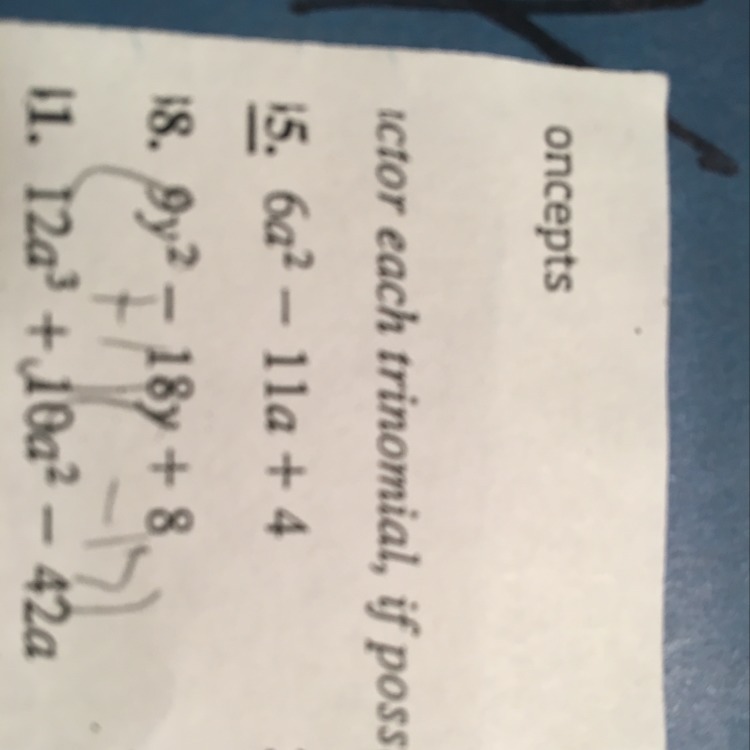 oncepts
ictor each trinomial, if poss
15. 6a² − 11a + 4
18. 9y² − 18y + 8
11. 12a³ + 10a² − 42a